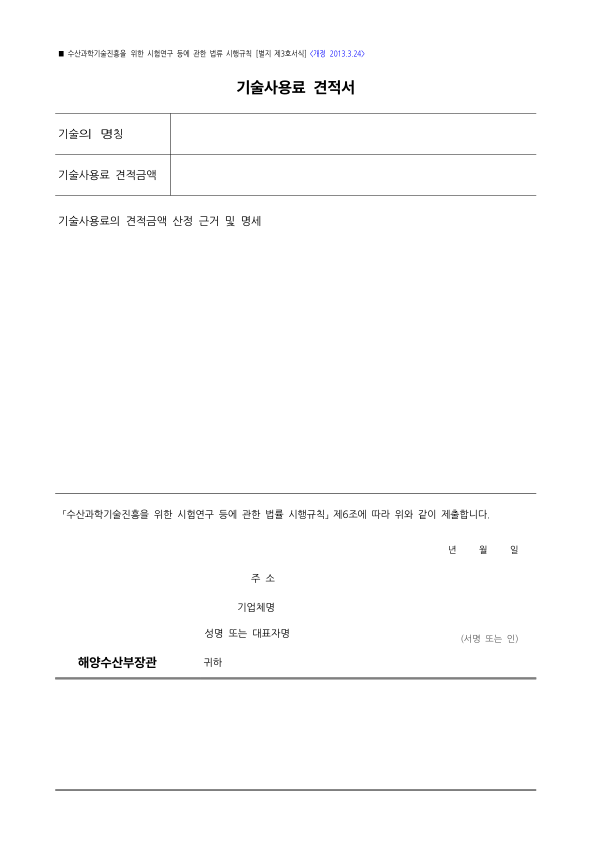 ■ 수산과학기술진흥을 위한 시험연구 등에 관한 법류 시행규칙 [별지 제3호서식] <개정 2013.3.24>
기술사용료 견적서
기술의 명칭
기술사용료 견적금액
기술사용료의 견적금액 산정 근거 및 명세
「수산과학기술진흥을 위한 시험연구 등에 관한 법률 시행규칙」 제6조에 따라 위와 같이 제출합니다.
년 월 일
주 소
기업체명
성명 또는 대표자명 (서명 또는 인)
해양수산부장관 귀하